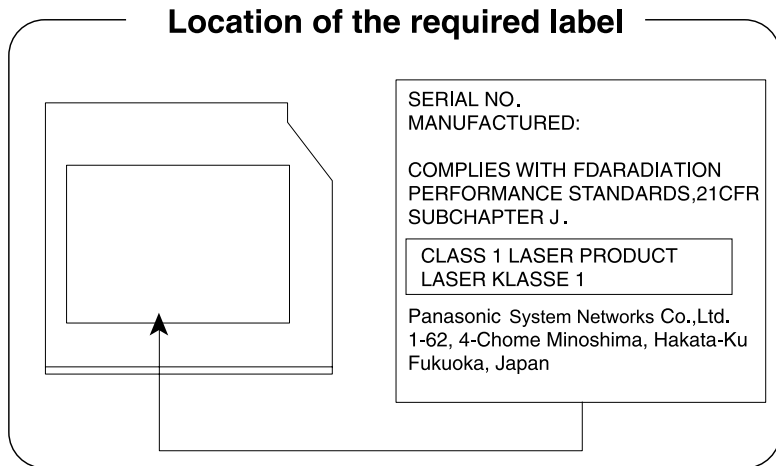 Location of the required label
SERIAL NO.
MANUFACTURED:
COMPLIES WITH FDARADIATION
PERFORMANCE STANDARDS,21CFR
SUBCHAPTER J.
CLASS 1 LASER PRODUCT
LASER KLASSE 1
Panasonic System Networks Co.,Ltd.
1-62, 4-Chome Minoshima, Hakata-Ku
Fukuoka, Japan